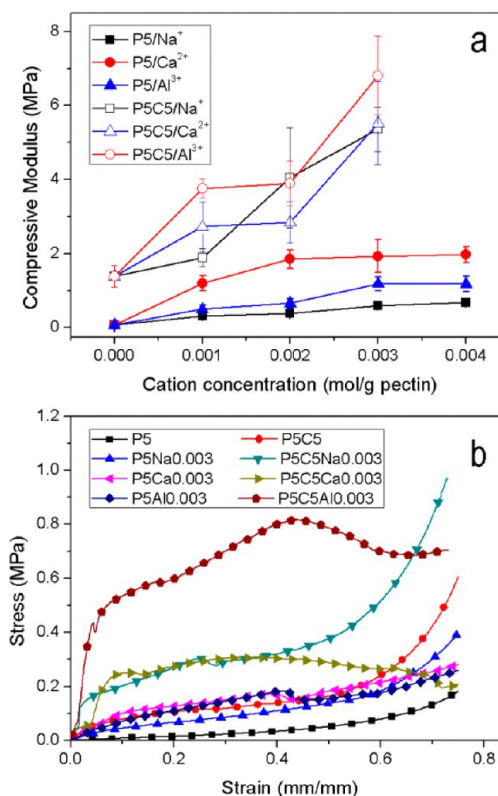 a
8
6
4
2
0
Compressive Modulus (MPa)
P5/Na⁺
P5/Ca²⁺
P5/Al³⁺
P5C5/Na⁺
P5C5/Ca²⁺
P5C5/Al³⁺
0.000 0.001 0.002 0.003 0.004
Cation concentration (mol/g pectin)
b
1.2
1.0
0.8
0.6
0.4
0.2
0.0
Stress (MPa)
P5 P5C5
P5Na0.003 P5C5Na0.003
P5Ca0.003 P5C5Ca0.003
P5Al0.003 P5C5Al0.003
0.0 0.2 0.4 0.6 0.8
Strain (mm/mm)